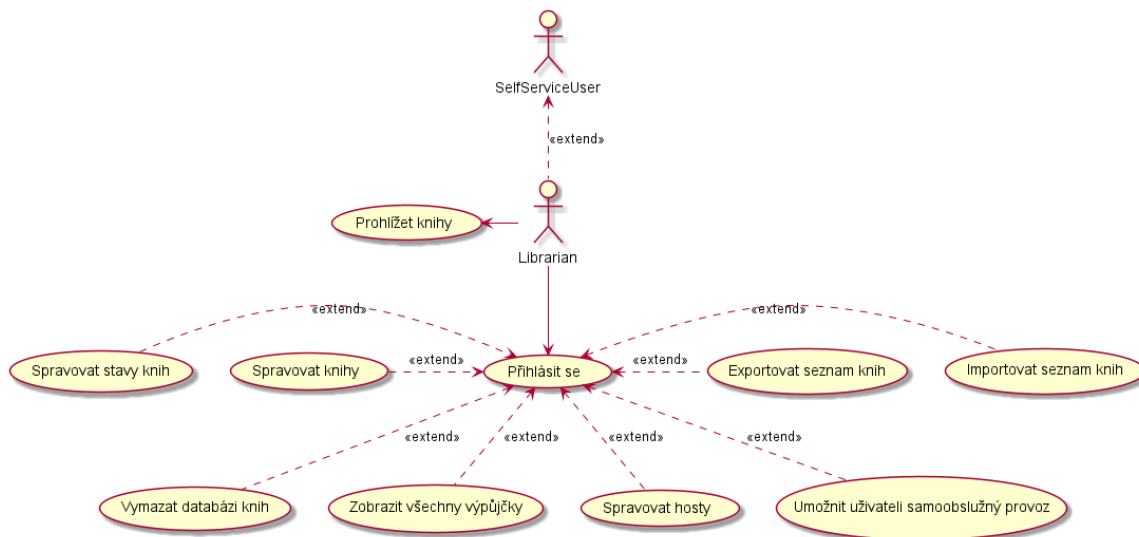 SelfServiceUser
«extend»
Prohlížet knihy
Librarian
«extend»
«extend»
«extend»
«extend»
Spravovat stavy knih
Spravovat knihy
Přihlásit se
Exportovat seznam knih
Importovat seznam knih
«extend»
«extend»
«extend»
«extend»
Vymazat databázi knih
Zobrazit všechny výpůjčky
Spravovat hosty
Umožnit uživateli samoobslužný provoz